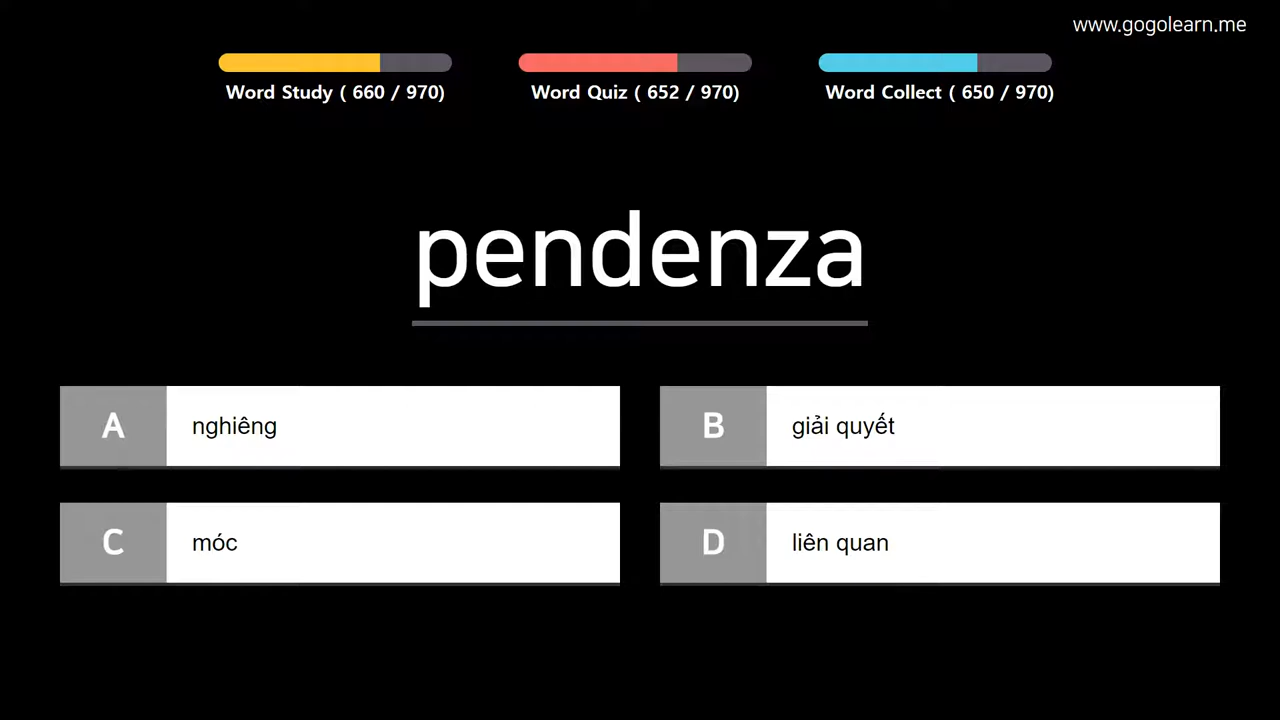 www.gogolearn.me
Word Study ( 660 / 970)
Word Quiz ( 652 / 970)
Word Collect ( 650 / 970)
pendenza
A nghiêng
B giải quyết
C móc
D liên quan